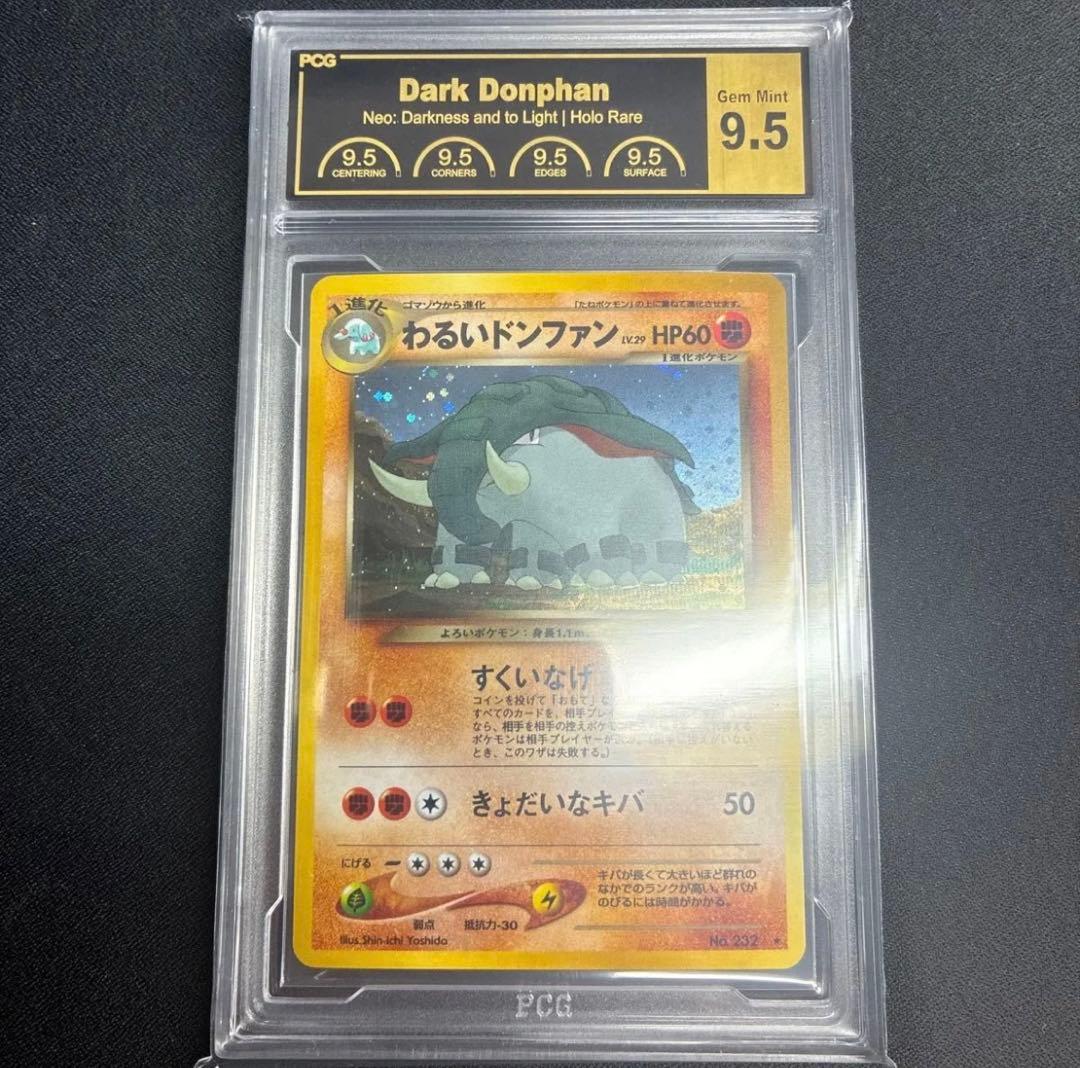 PCG
Dark Donphan
Neo: Darkness and to Light | Holo Rare
9.5 CENTERING
9.5 CORNERS
9.5 EDGES
9.5 SURFACE
Gem Mint
9.5
1進化
ゴマゾウから進化
「たねポケモン」の上に重ねて進化させます。
わるいドンファン LV.29 HP60
1進化ポケモン
よろいポケモン：身長1.1m、
すくいなげ
コインを投げて「おもて」な
すべてのカードを、相手プレイ
なら、相手を相手の控えポケモン
ポケモンは相手プレイヤーが
とき、このワザは失敗する。）
きょだいなキバ 50
にげる
弱点
抵抗力-30
キバが長くて大きいほど群れの
なかでのランクが高い。キバが
のびるには時間がかかる。
Illus. Shin-ichi Yoshida
No. 232 ★
PCG